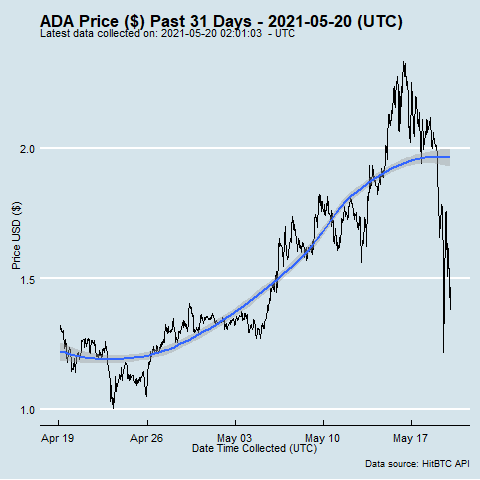 ADA Price ($) Past 31 Days - 2021-05-20 (UTC)
Latest data collected on: 2021-05-20 02:01:03 - UTC
Price USD ($)
2.0
1.5
1.0
Apr 19
Apr 26
May 03
May 10
May 17
Date Time Collected (UTC)
Data source: HitBTC API